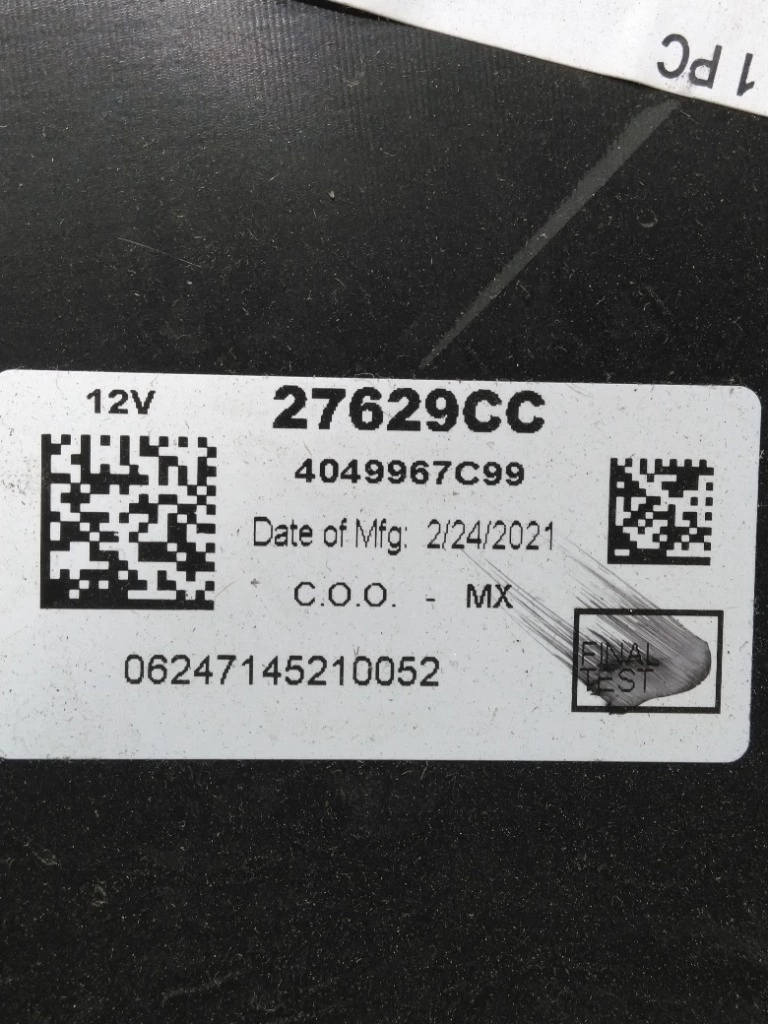 1 PC
12V
27629CC
4049967C99
Date of Mfg: 2/24/2021
C.O.O. - MX
06247145210052
FINAL
TEST